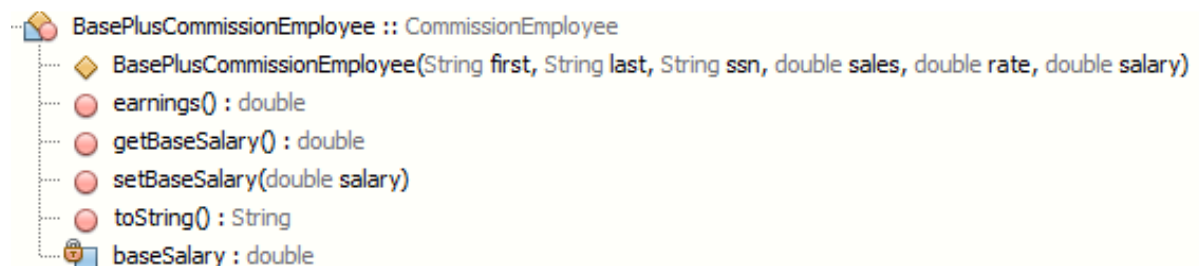 BasePlusCommissionEmployee :: CommissionEmployee
BasePlusCommissionEmployee(String first, String last, String ssn, double sales, double rate, double salary)
earnings() : double
getBaseSalary() : double
setBaseSalary(double salary)
toString() : String
baseSalary : double